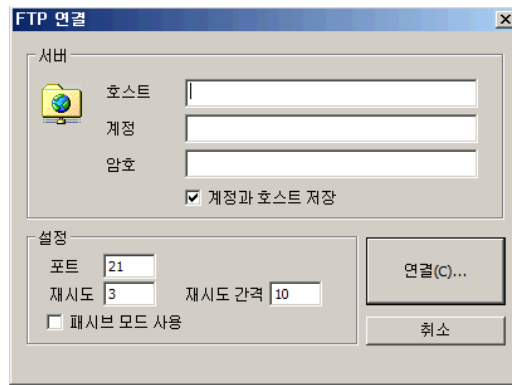 FTP 연결
서버
호스트
계정
암호
계정과 호스트 저장
설정
포트 21
재시도 3 재시도 간격 10
패시브 모드 사용
연결(C)...
취소